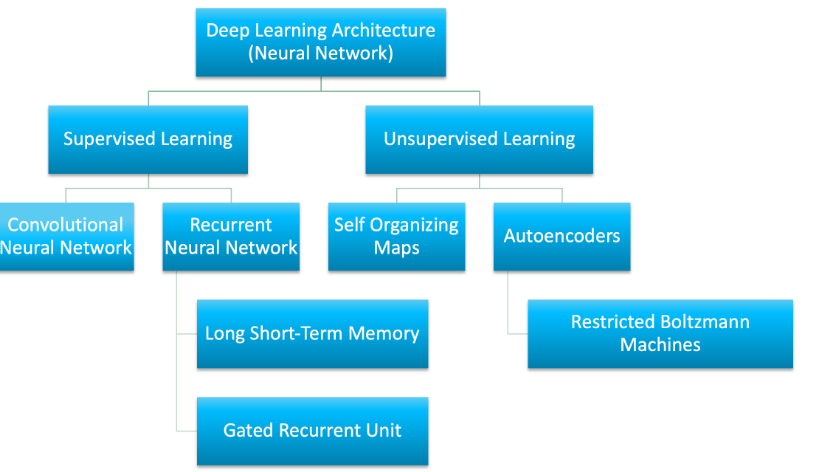 Deep Learning Architecture
(Neural Network)
Supervised Learning
Unsupervised Learning
Convolutional
Neural Network
Recurrent
Neural Network
Self Organizing
Maps
Autoencoders
Long Short-Term Memory
Restricted Boltzmann
Machines
Gated Recurrent Unit